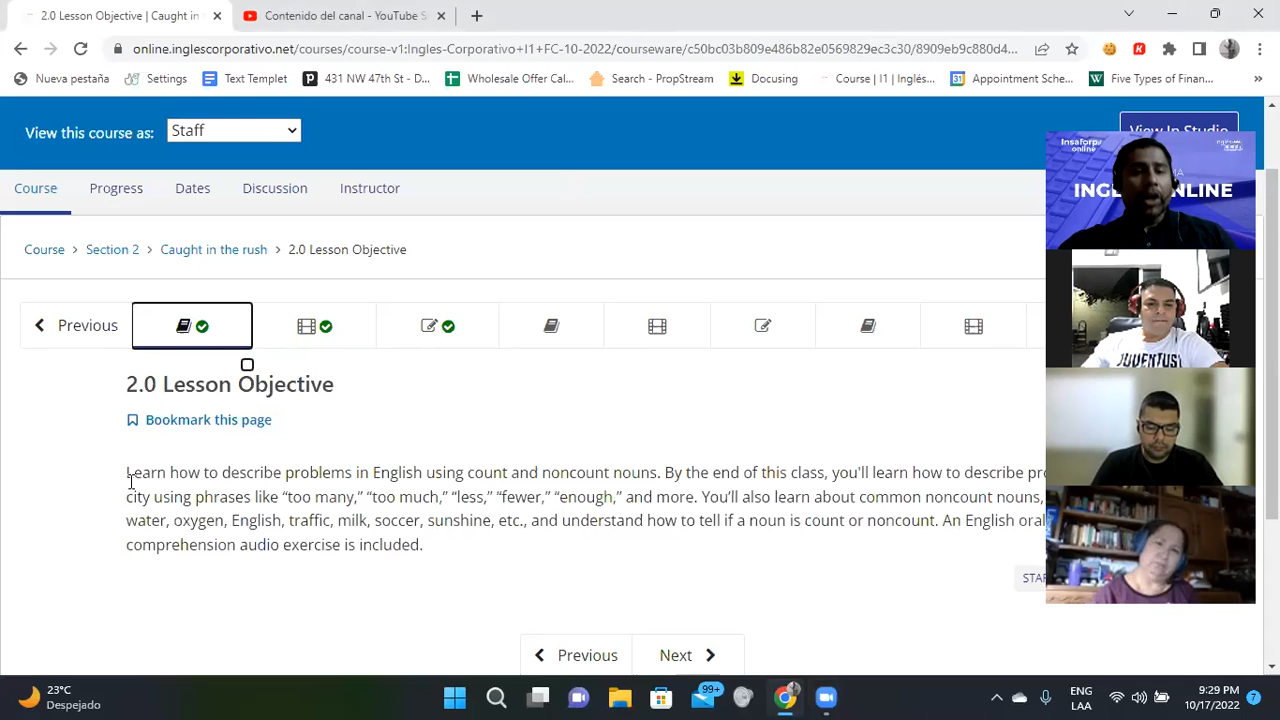 2.0 Lesson Objective | Caught in
Contenido del canal - YouTube S
online.inglescorporativo.net/courses/course-v1:Ingles-Corporativo+I1+FC-10-2022/courseware/c50bc03b889e486b82e0569829ec3c30/8909eb9c880d4...
Nueva pestaña
Settings
Text Templet
431 NW 47th St - D...
Wholesale Offer Cal...
Search - PropStream
Docusing
Course | I1 | Ingles...
Appointment Sche...
Five Types of Finan...
View this course as:
Staff
View In Studio
Course
Progress
Dates
Discussion
Instructor
Insaforp
online
INGL NLINE
Course > Section 2 > Caught in the rush > 2.0 Lesson Objective
Previous
2.0 Lesson Objective
Bookmark this page
JUVENTUS
Learn how to describe problems in English using count and noncount nouns. By the end of this class, you'll learn how to describe pro
city using phrases like “too many,” “too much,” “less,” “fewer,” “enough,” and more. You’ll also learn about common noncount nouns,
water, oxygen, English, traffic, milk, soccer, sunshine, etc., and understand how to tell if a noun is count or noncount. An English oral
comprehension audio exercise is included.
STAF
Previous
Next
23°C
Despejado
99+
ENG
LAA
9:29 PM
10/17/2022
7